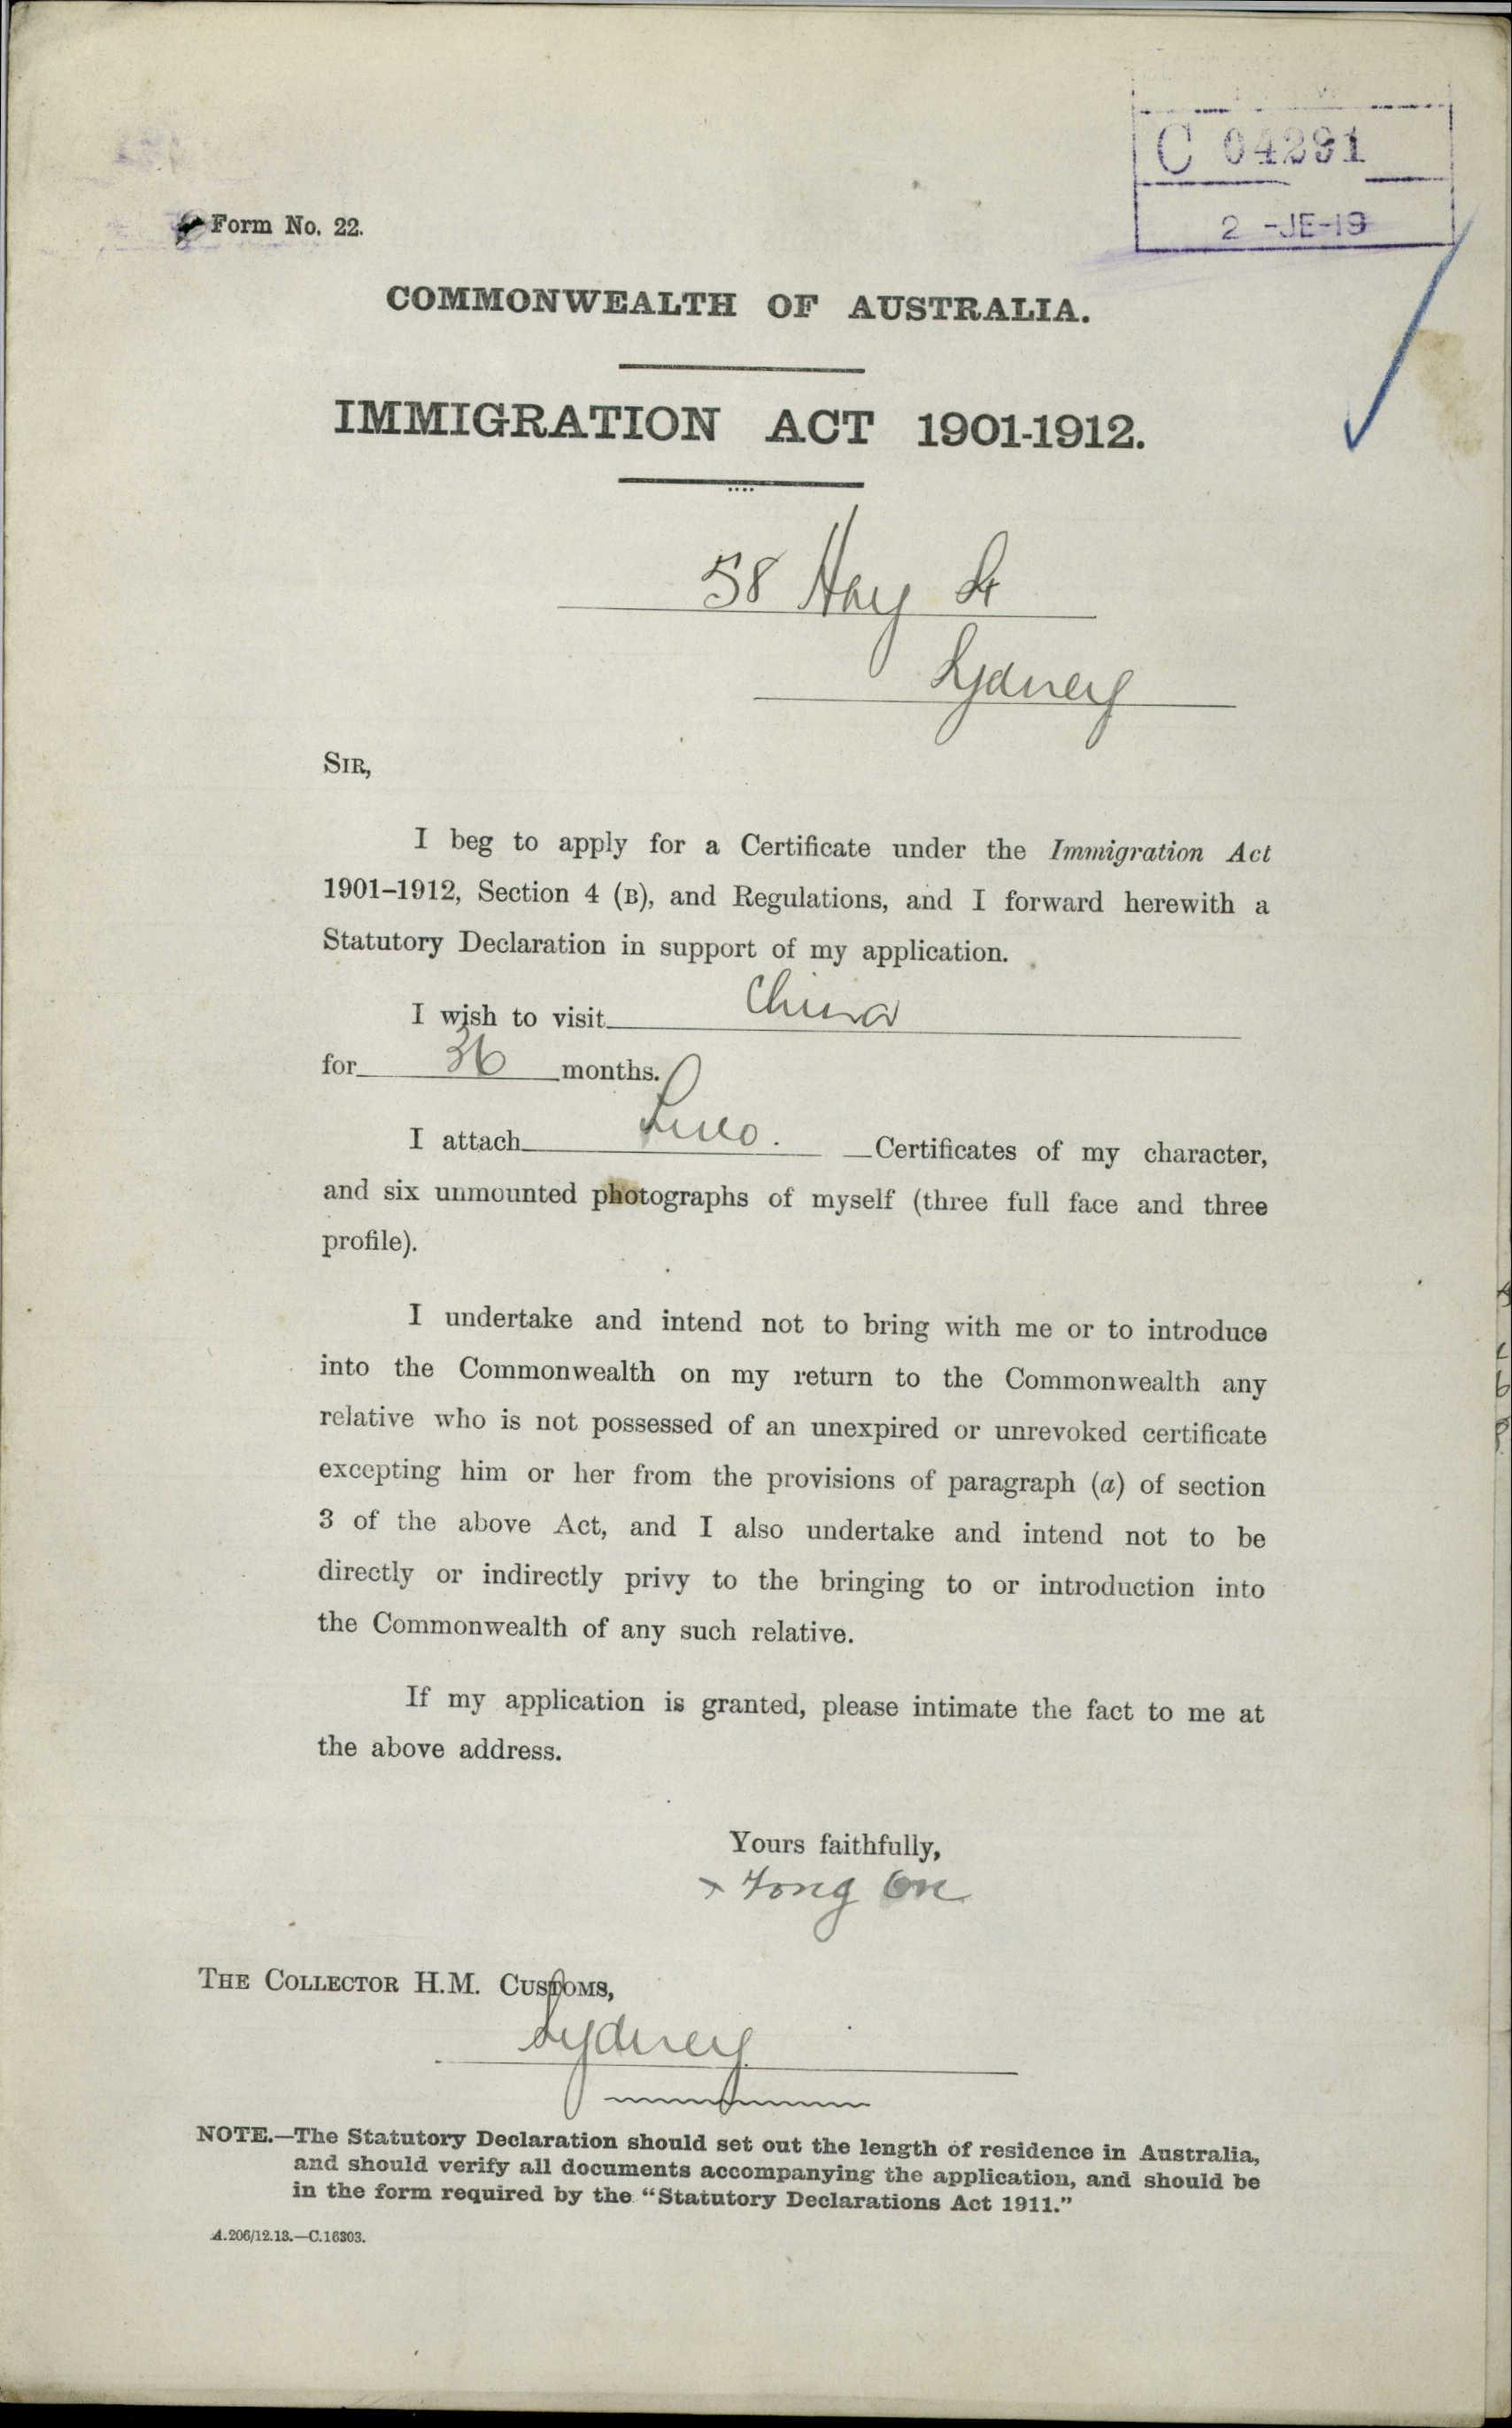 C 04291
2 -JE-19
Form No. 22.
COMMONWEALTH OF AUSTRALIA.
IMMIGRATION ACT 1901-1912.
58 Hay St
Sydney
SIR,
I beg to apply for a Certificate under the Immigration Act
1901–1912, Section 4 (B), and Regulations, and I forward herewith a
Statutory Declaration in support of my application.
I wish to visit China
for 36 months.
I attach Certificates of my character,
and six unmounted photographs of myself (three full face and three
profile).
I undertake and intend not to bring with me or to introduce
into the Commonwealth on my return to the Commonwealth any
relative who is not possessed of an unexpired or unrevoked certificate
excepting him or her from the provisions of paragraph (a) of section
3 of the above Act, and I also undertake and intend not to be
directly or indirectly privy to the bringing to or introduction into
the Commonwealth of any such relative.
If my application is granted, please intimate the fact to me at
the above address.
Yours faithfully,
x Fong On
THE COLLECTOR H.M. CUSTOMS,
Sydney
NOTE.—The Statutory Declaration should set out the length of residence in Australia,
and should verify all documents accompanying the application, and should be
in the form required by the "Statutory Declarations Act 1911."
A.206/12.13.—C.16303.